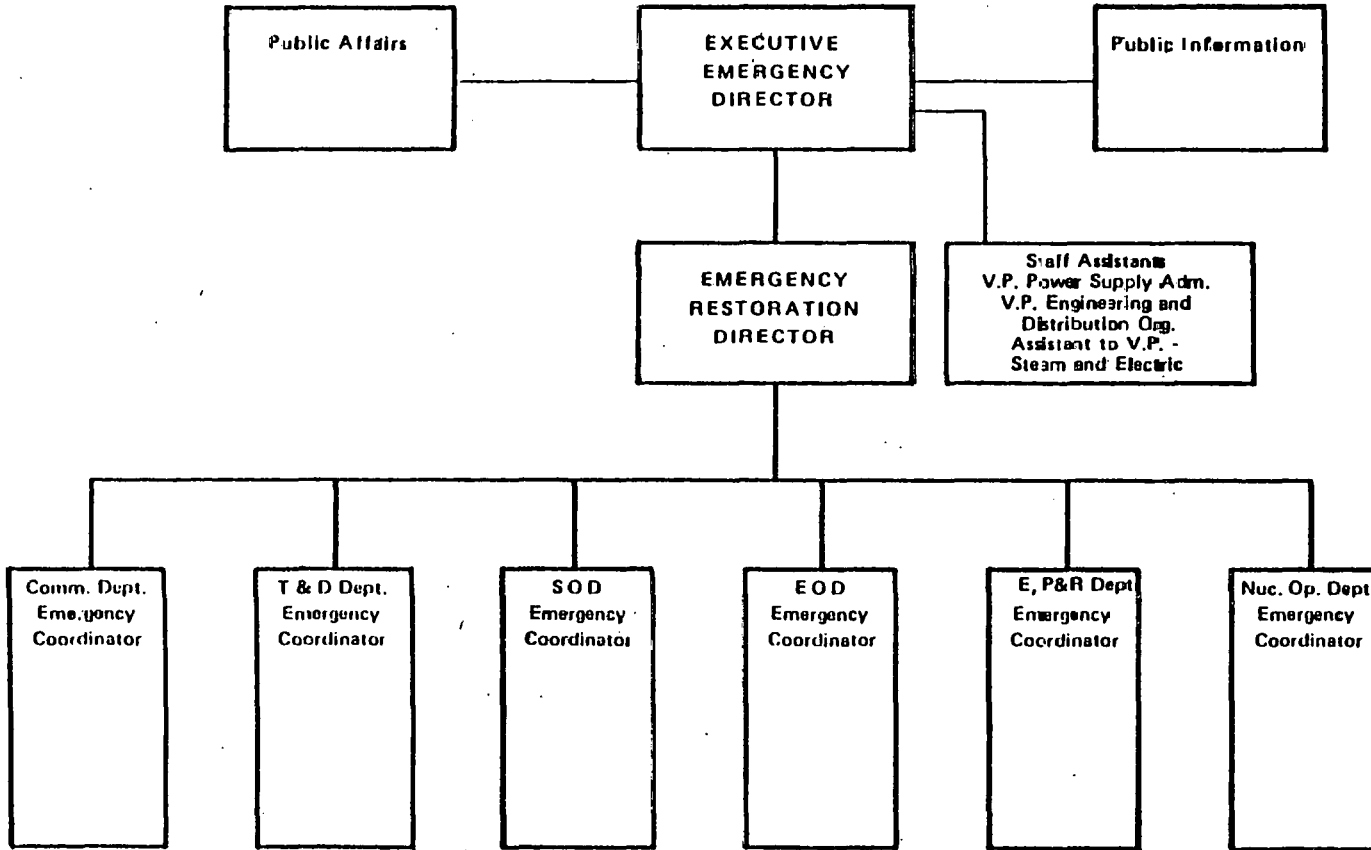 Public Affairs
EXECUTIVE
EMERGENCY
DIRECTOR
Public Information
EMERGENCY
RESTORATION
DIRECTOR
Staff Assistants
V.P. Power Supply Adm.
V.P. Engineering and
Distribution Org.
Assistant to V.P. -
Steam and Electric
Comm. Dept.
Emergency
Coordinator
T & D Dept.
Emergency
Coordinator
S O D
Emergency
Coordinator
E O D
Emergency
Coordinator
E, P&R Dept
Emergency
Coordinator
Nuc. Op. Dept
Emergency
Coordinator